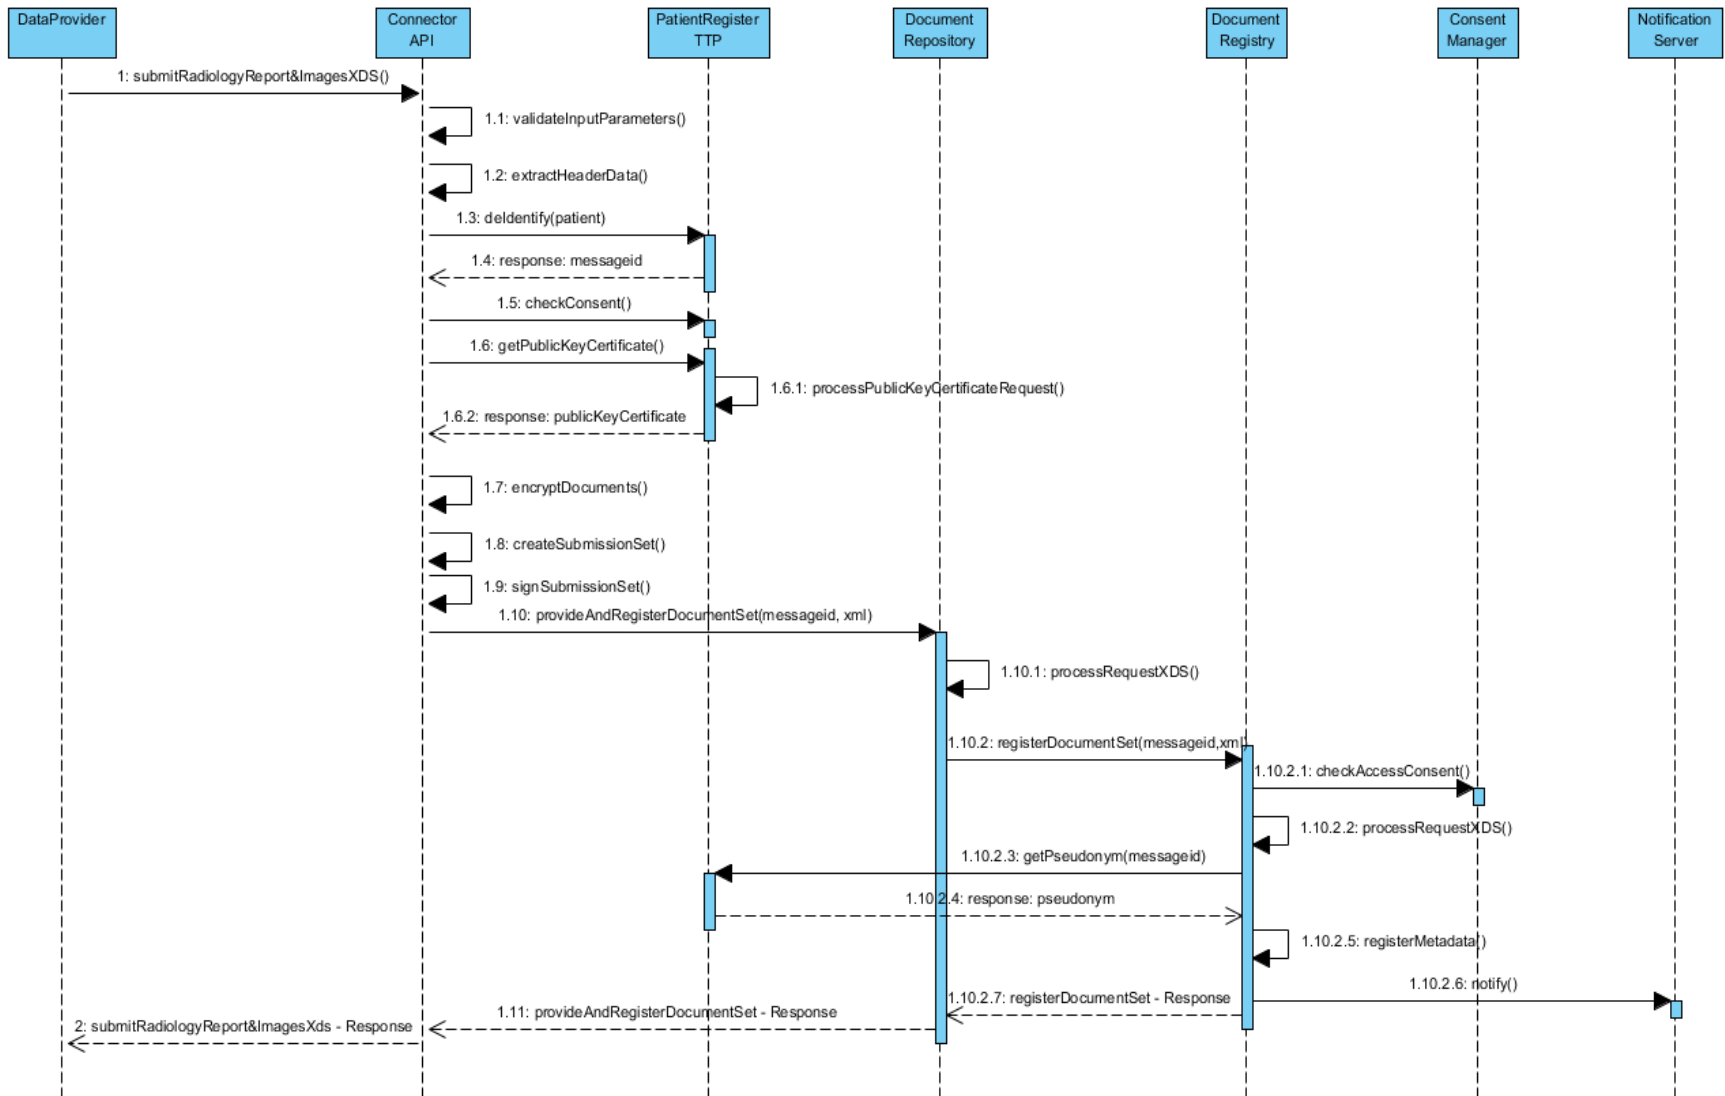 DataProvider
Connector
API
PatientRegister
TTP
Document
Repository
Document
Registry
Consent
Manager
Notification
Server
1: submitRadiologyReport&ImagesXDS()
1.1: validateInputParameters()
1.2: extractHeaderData()
1.3: deIdentify(patient)
1.4: response: messageid
1.5: checkConsent()
1.6: getPublicKeyCertificate()
1.6.1: processPublicKeyCertificateRequest()
1.6.2: response: publicKeyCertificate
1.7: encryptDocuments()
1.8: createSubmissionSet()
1.9: signSubmissionSet()
1.10: provideAndRegisterDocumentSet(messageid, xml)
1.10.1: processRequestXDS()
1.10.2: registerDocumentSet(messageid,xml)
1.10.2.1: checkAccessConsent()
1.10.2.2: processRequestXDS()
1.10.2.3: getPseudonym(messageid)
1.10.2.4: response: pseudonym
1.10.2.5: registerMetadata()
1.10.2.6: notify()
1.10.2.7: registerDocumentSet - Response
1.11: provideAndRegisterDocumentSet - Response
2: submitRadiologyReport&ImagesXds - Response